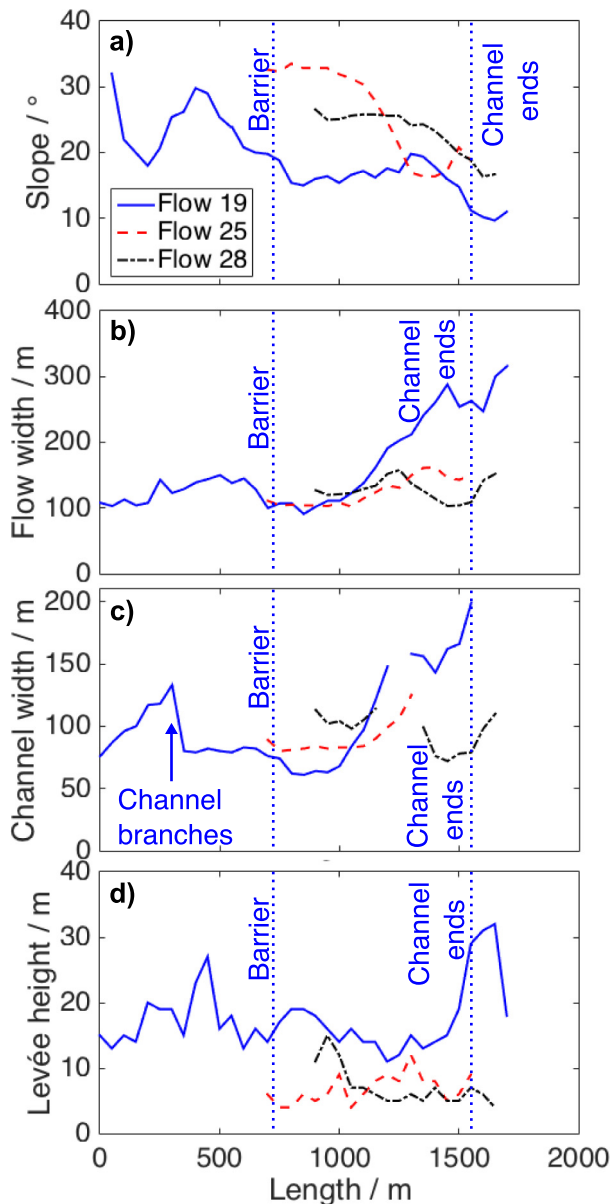 a)
40
30
20
10
0
Slope / °
Barrier
Channel
ends
Flow 19
Flow 25
Flow 28
b)
400
300
200
100
0
Flow width / m
Barrier
Channel
ends
c)
200
150
100
50
0
Channel width / m
Barrier
Channel
branches
Channel
ends
d)
40
30
20
10
0
Levée height / m
Barrier
Channel
ends
0 500 1000 1500 2000
Length / m